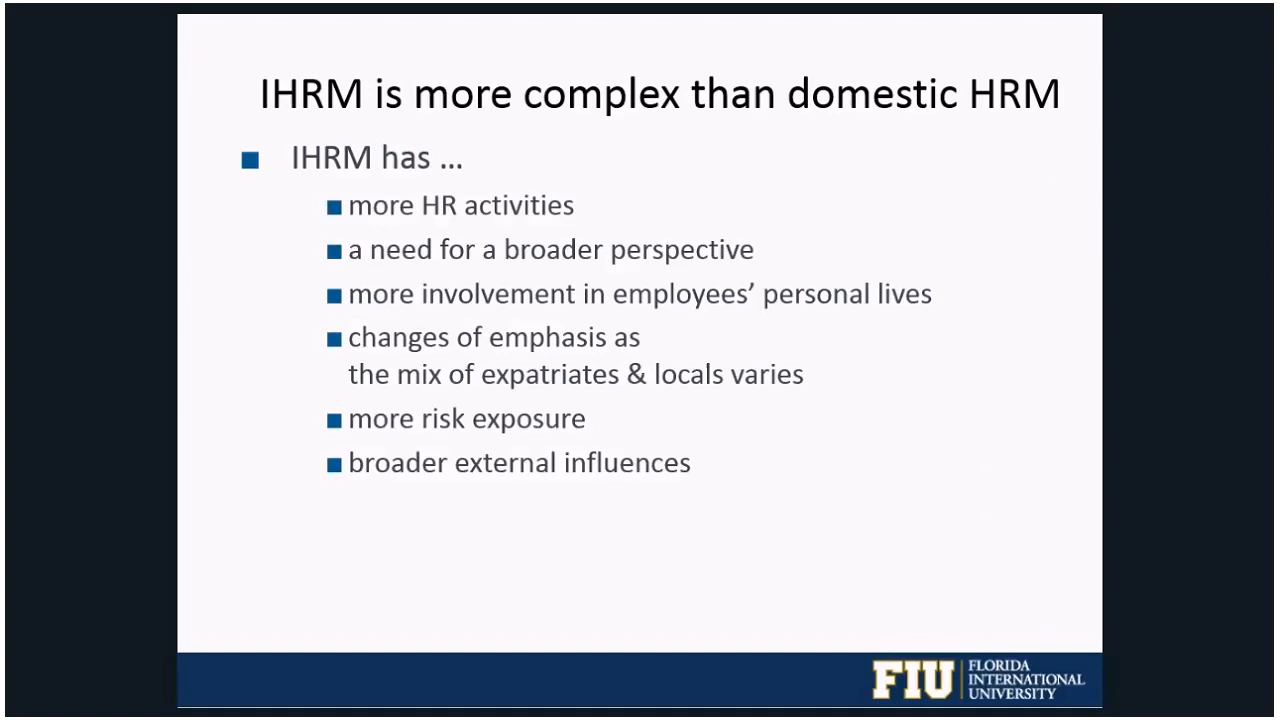 IHRM is more complex than domestic HRM
IHRM has …
more HR activities
a need for a broader perspective
more involvement in employees’ personal lives
changes of emphasis as
the mix of expatriates & locals varies
more risk exposure
broader external influences
FIU
FLORIDA
INTERNATIONAL
UNIVERSITY